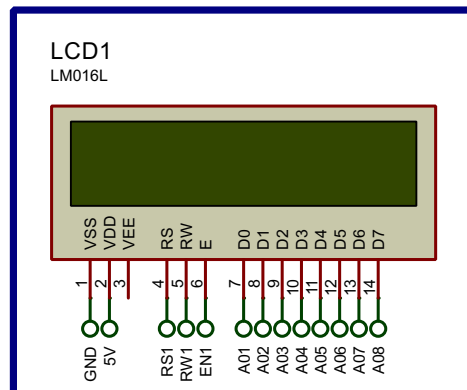 LCD1
LM016L
VSS VDD VEE RS RW E D0 D1 D2 D3 D4 D5 D6 D7
1 2 3 4 5 6 7 8 9 10 11 12 13 14
GND 5V RS1 RW1 EN1 A01 A02 A03 A04 A05 A06 A07 A08